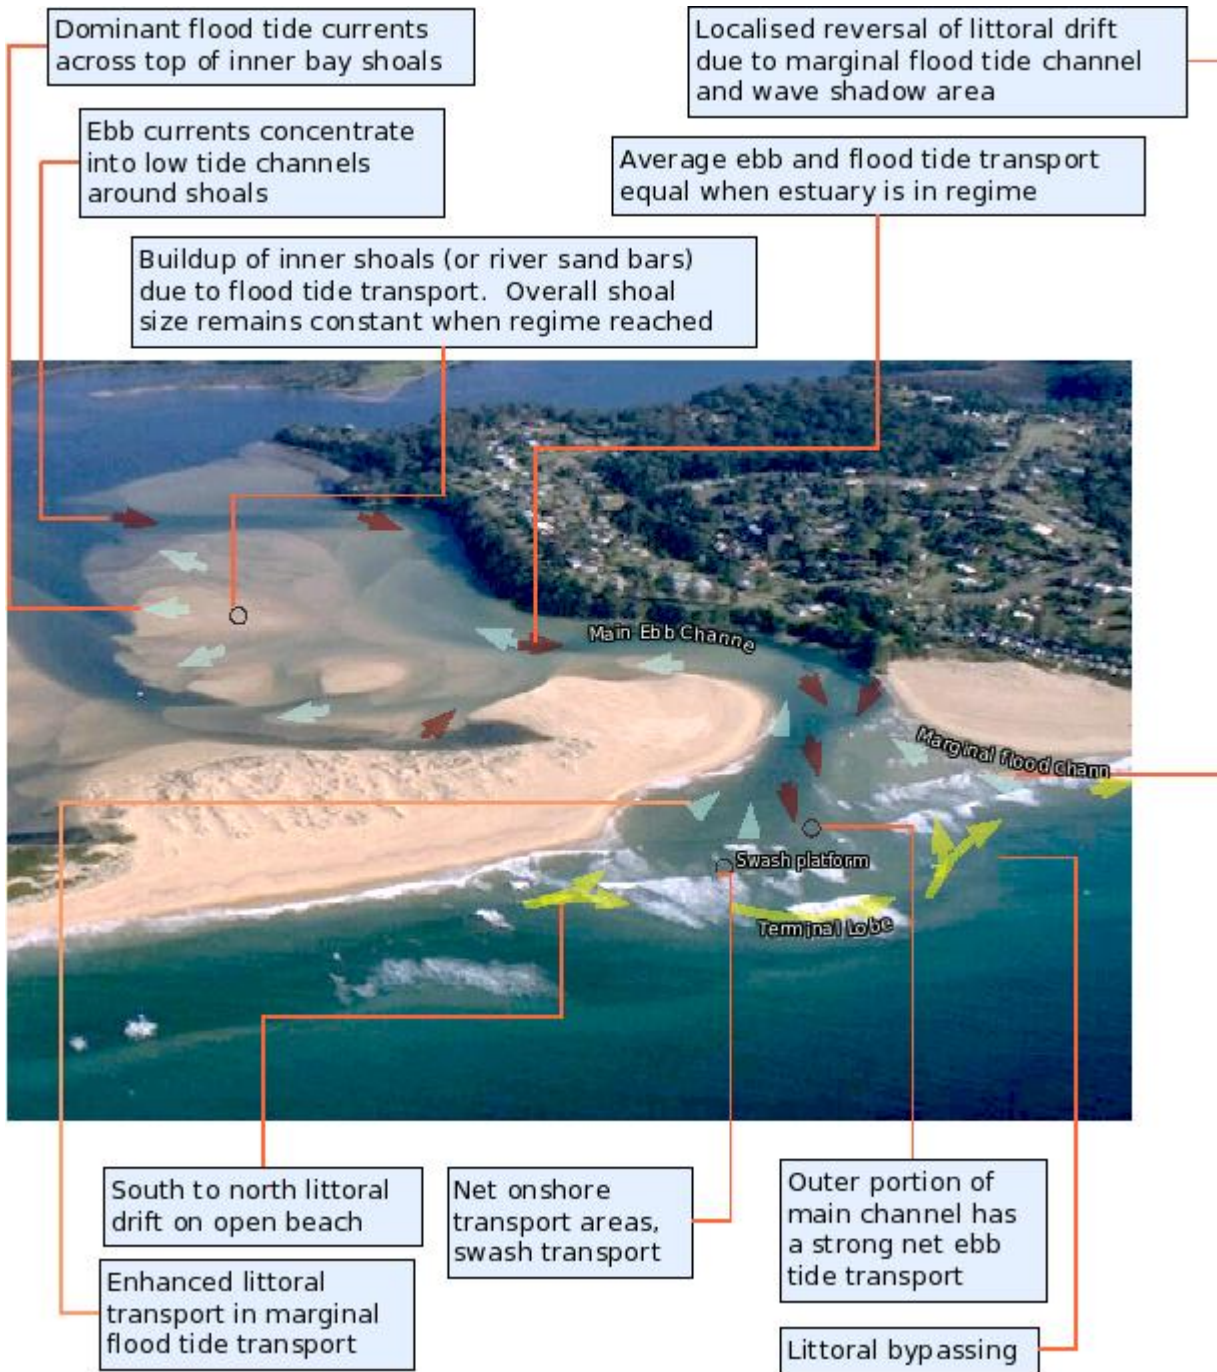 Dominant flood tide currents
across top of inner bay shoals
Localised reversal of littoral drift
due to marginal flood tide channel
and wave shadow area
Ebb currents concentrate
into low tide channels
around shoals
Average ebb and flood tide transport
equal when estuary is in regime
Buildup of inner shoals (or river sand bars)
due to flood tide transport. Overall shoal
size remains constant when regime reached
Main Ebb Channe
Marginal flood chann
Swash platform
Terminal Lobe
South to north littoral
drift on open beach
Net onshore
transport areas,
swash transport
Outer portion of
main channel has
a strong net ebb
tide transport
Enhanced littoral
transport in marginal
flood tide transport
Littoral bypassing